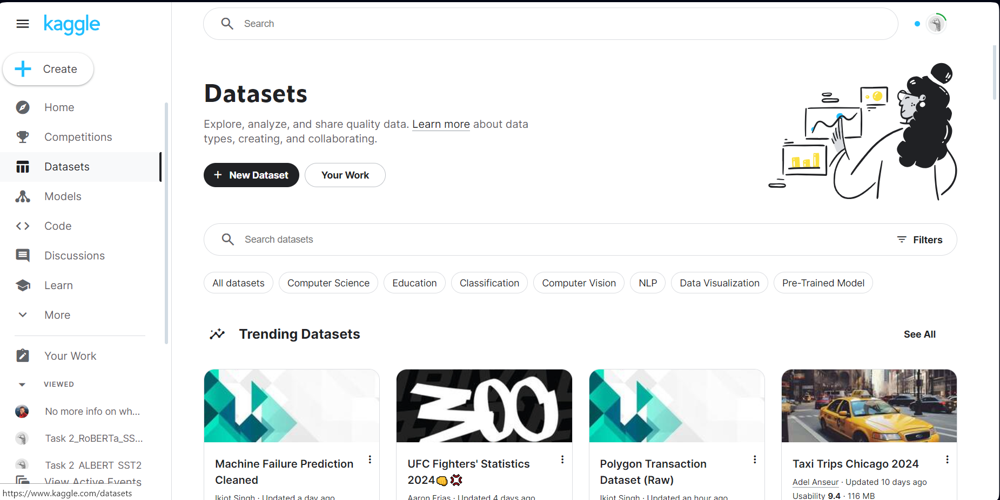 kaggle
Search
Create
Home
Competitions
Datasets
Models
Code
Discussions
Learn
More
Your Work
VIEWED
No more info on wh...
Task 2_RoBERTa_SS...
Task 2_ALBERT_SST2
View Active Events
https://www.kaggle.com/datasets
Datasets
Explore, analyze, and share quality data. Learn more about data
types, creating, and collaborating.
+ New Dataset
Your Work
Search datasets
Filters
All datasets
Computer Science
Education
Classification
Computer Vision
NLP
Data Visualization
Pre-Trained Model
Trending Datasets
See All
Machine Failure Prediction
Cleaned
Ikjot Singh · Updated a day ago
300
UFC Fighters' Statistics
2024👊💢
Aaron Frias · Updated 4 days ago
Polygon Transaction
Dataset (Raw)
Ikjot Singh · Updated an hour ago
Taxi Trips Chicago 2024
Adel Anseur · Updated 10 days ago
Usability 9.4 · 116 MB